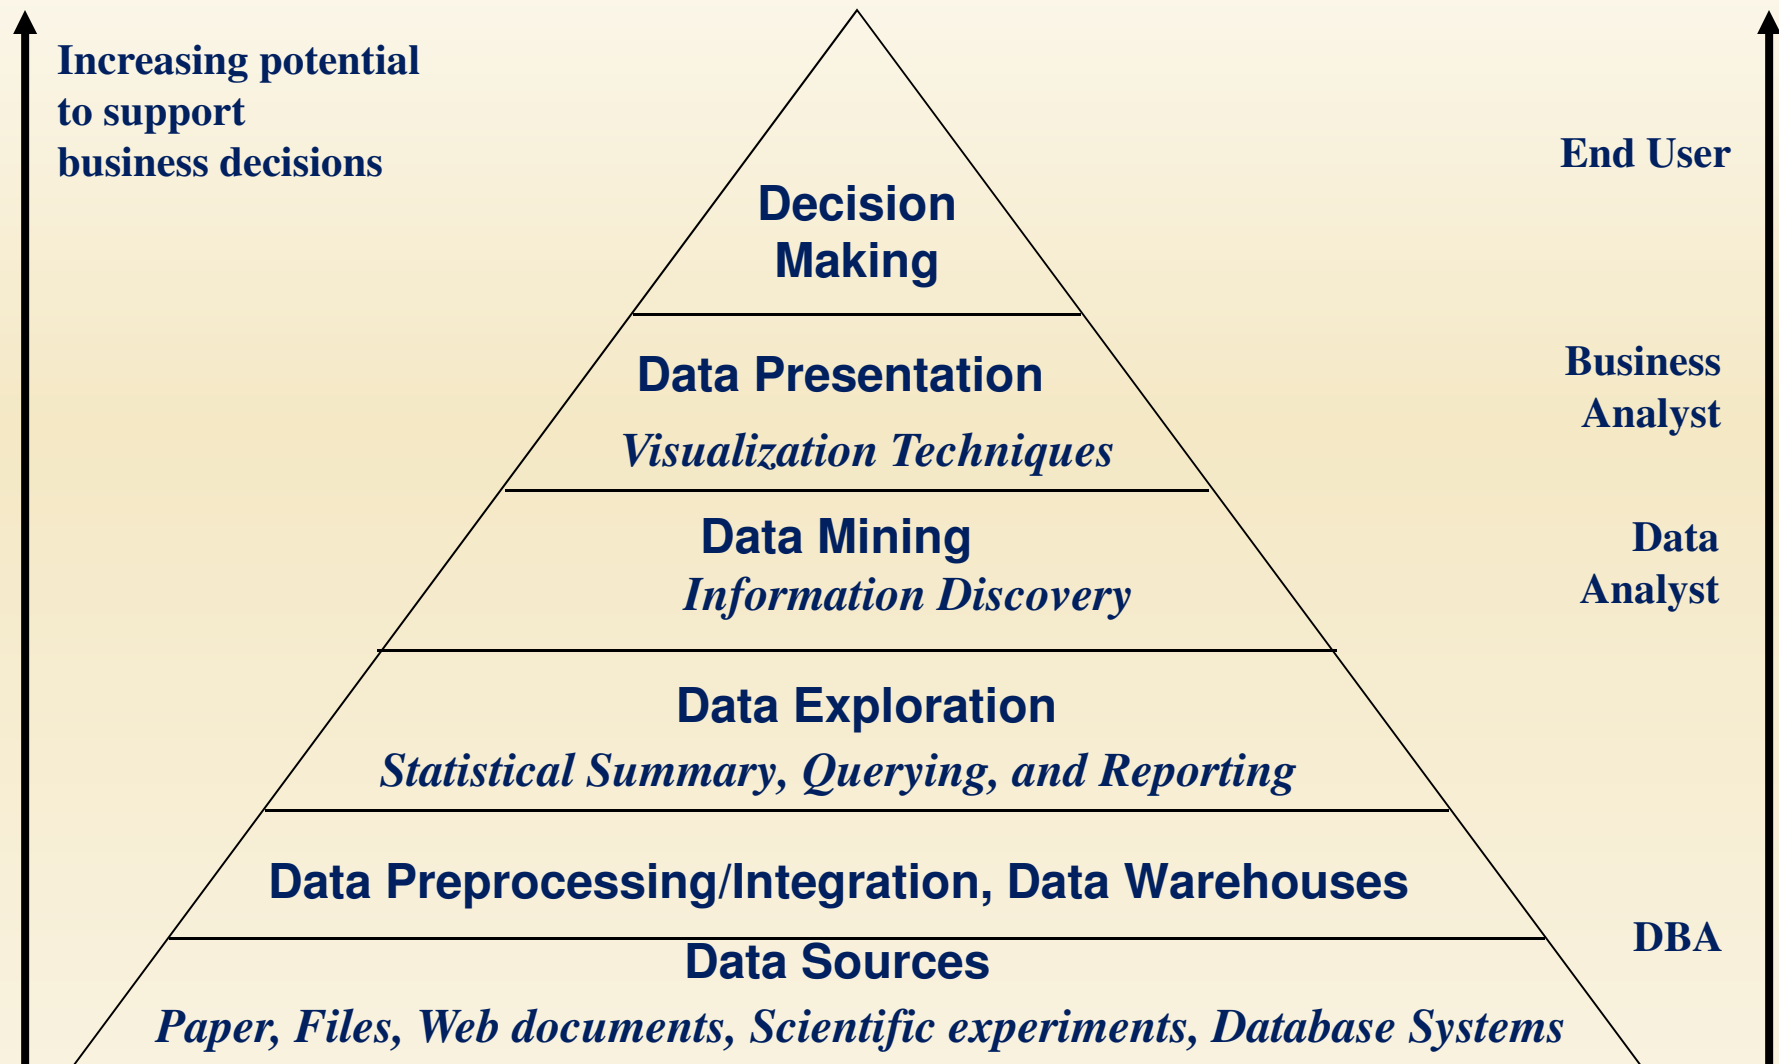 Increasing potential
to support
business decisions
End User
Decision
Making
Data Presentation
Visualization Techniques
Business
Analyst
Data Mining
Information Discovery
Data
Analyst
Data Exploration
Statistical Summary, Querying, and Reporting
Data Preprocessing/Integration, Data Warehouses
DBA
Data Sources
Paper, Files, Web documents, Scientific experiments, Database Systems